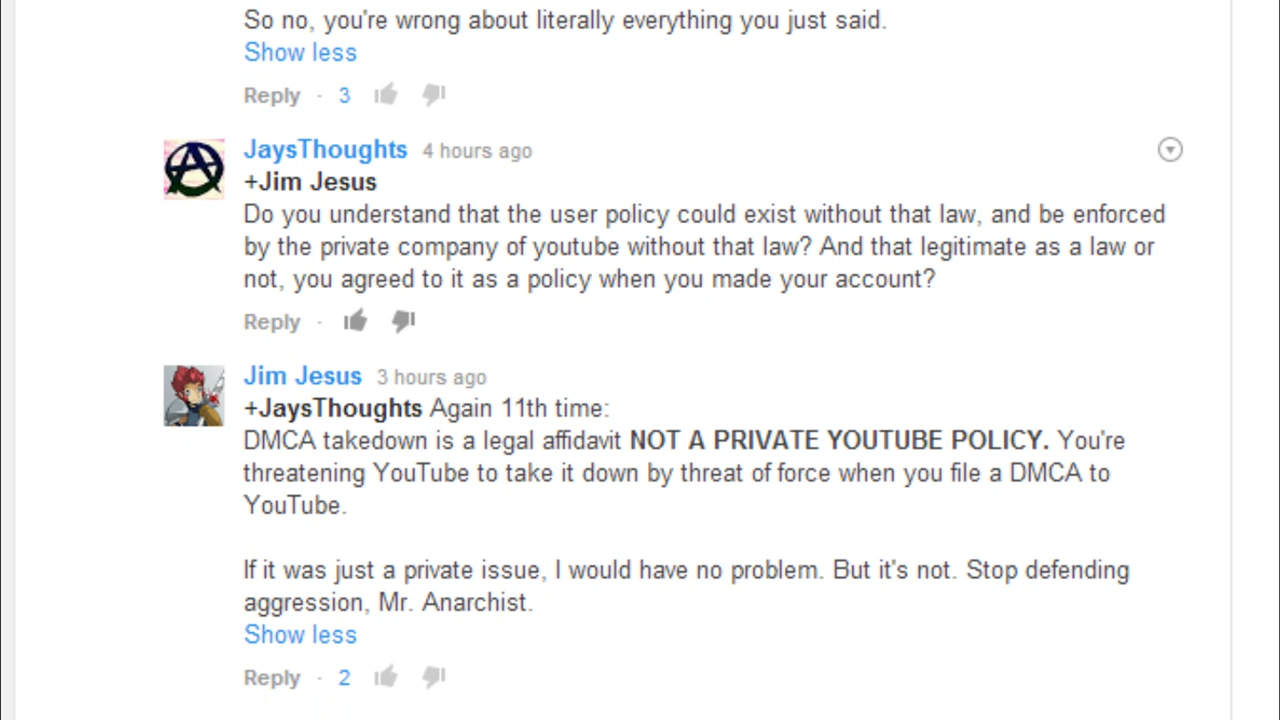 So no, you're wrong about literally everything you just said.
Show less
Reply · 3
JaysThoughts 4 hours ago
+Jim Jesus
Do you understand that the user policy could exist without that law, and be enforced
by the private company of youtube without that law? And that legitimate as a law or
not, you agreed to it as a policy when you made your account?
Reply ·
Jim Jesus 3 hours ago
+JaysThoughts Again 11th time:
DMCA takedown is a legal affidavit NOT A PRIVATE YOUTUBE POLICY. You're
threatening YouTube to take it down by threat of force when you file a DMCA to
YouTube.
If it was just a private issue, I would have no problem. But it's not. Stop defending
aggression, Mr. Anarchist.
Show less
Reply · 2